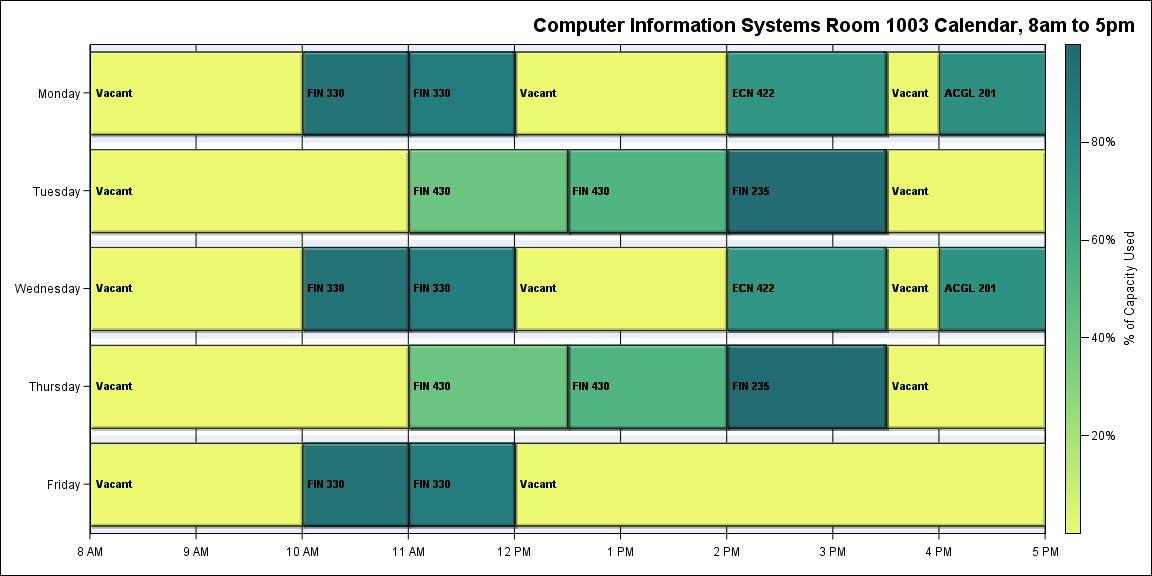 Computer Information Systems Room 1003 Calendar, 8am to 5pm
Monday Vacant FIN 330 FIN 330 Vacant ECN 422 Vacant ACGL 201
80%
Tuesday Vacant FIN 430 FIN 430 FIN 235 Vacant
60%
Wednesday Vacant FIN 330 FIN 330 Vacant ECN 422 Vacant ACGL 201
% of Capacity Used
40%
Thursday Vacant FIN 430 FIN 430 FIN 235 Vacant
20%
Friday Vacant FIN 330 FIN 330 Vacant
8 AM 9 AM 10 AM 11 AM 12 PM 1 PM 2 PM 3 PM 4 PM 5 PM